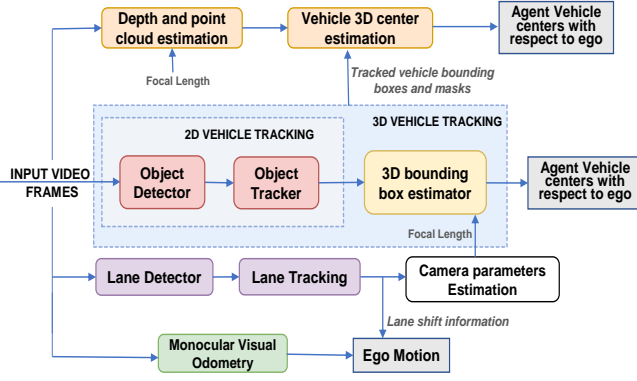 Depth and point
cloud estimation
Vehicle 3D center
estimation
Agent Vehicle
centers with
respect to ego
Focal Length
Tracked vehicle bounding
boxes and masks
3D VEHICLE TRACKING
2D VEHICLE TRACKING
INPUT VIDEO
FRAMES
Object
Detector
Object
Tracker
3D bounding
box estimator
Agent Vehicle
centers with
respect to ego
Focal Length
Lane Detector
Lane Tracking
Camera parameters
Estimation
Lane shift information
Monocular Visual
Odometry
Ego Motion